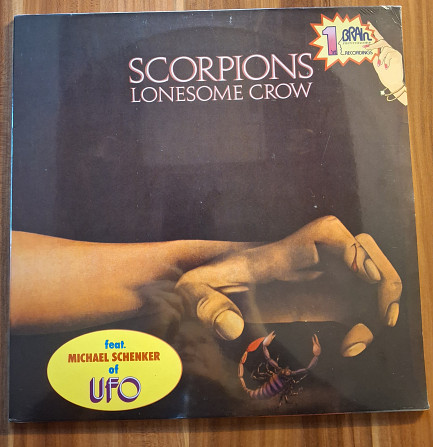 1
BRAIN
RECORDINGS
SCORPIONS
LONESOME CROW
feat.
MICHAEL SCHENKER
of
UFO